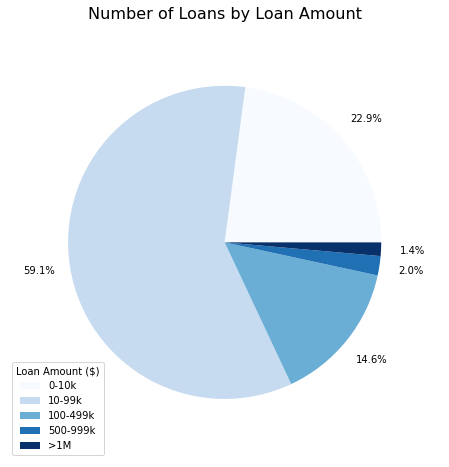 Number of Loans by Loan Amount
22.9%
59.1%
1.4%
2.0%
14.6%
Loan Amount ($)
0-10k
10-99k
100-499k
500-999k
>1M